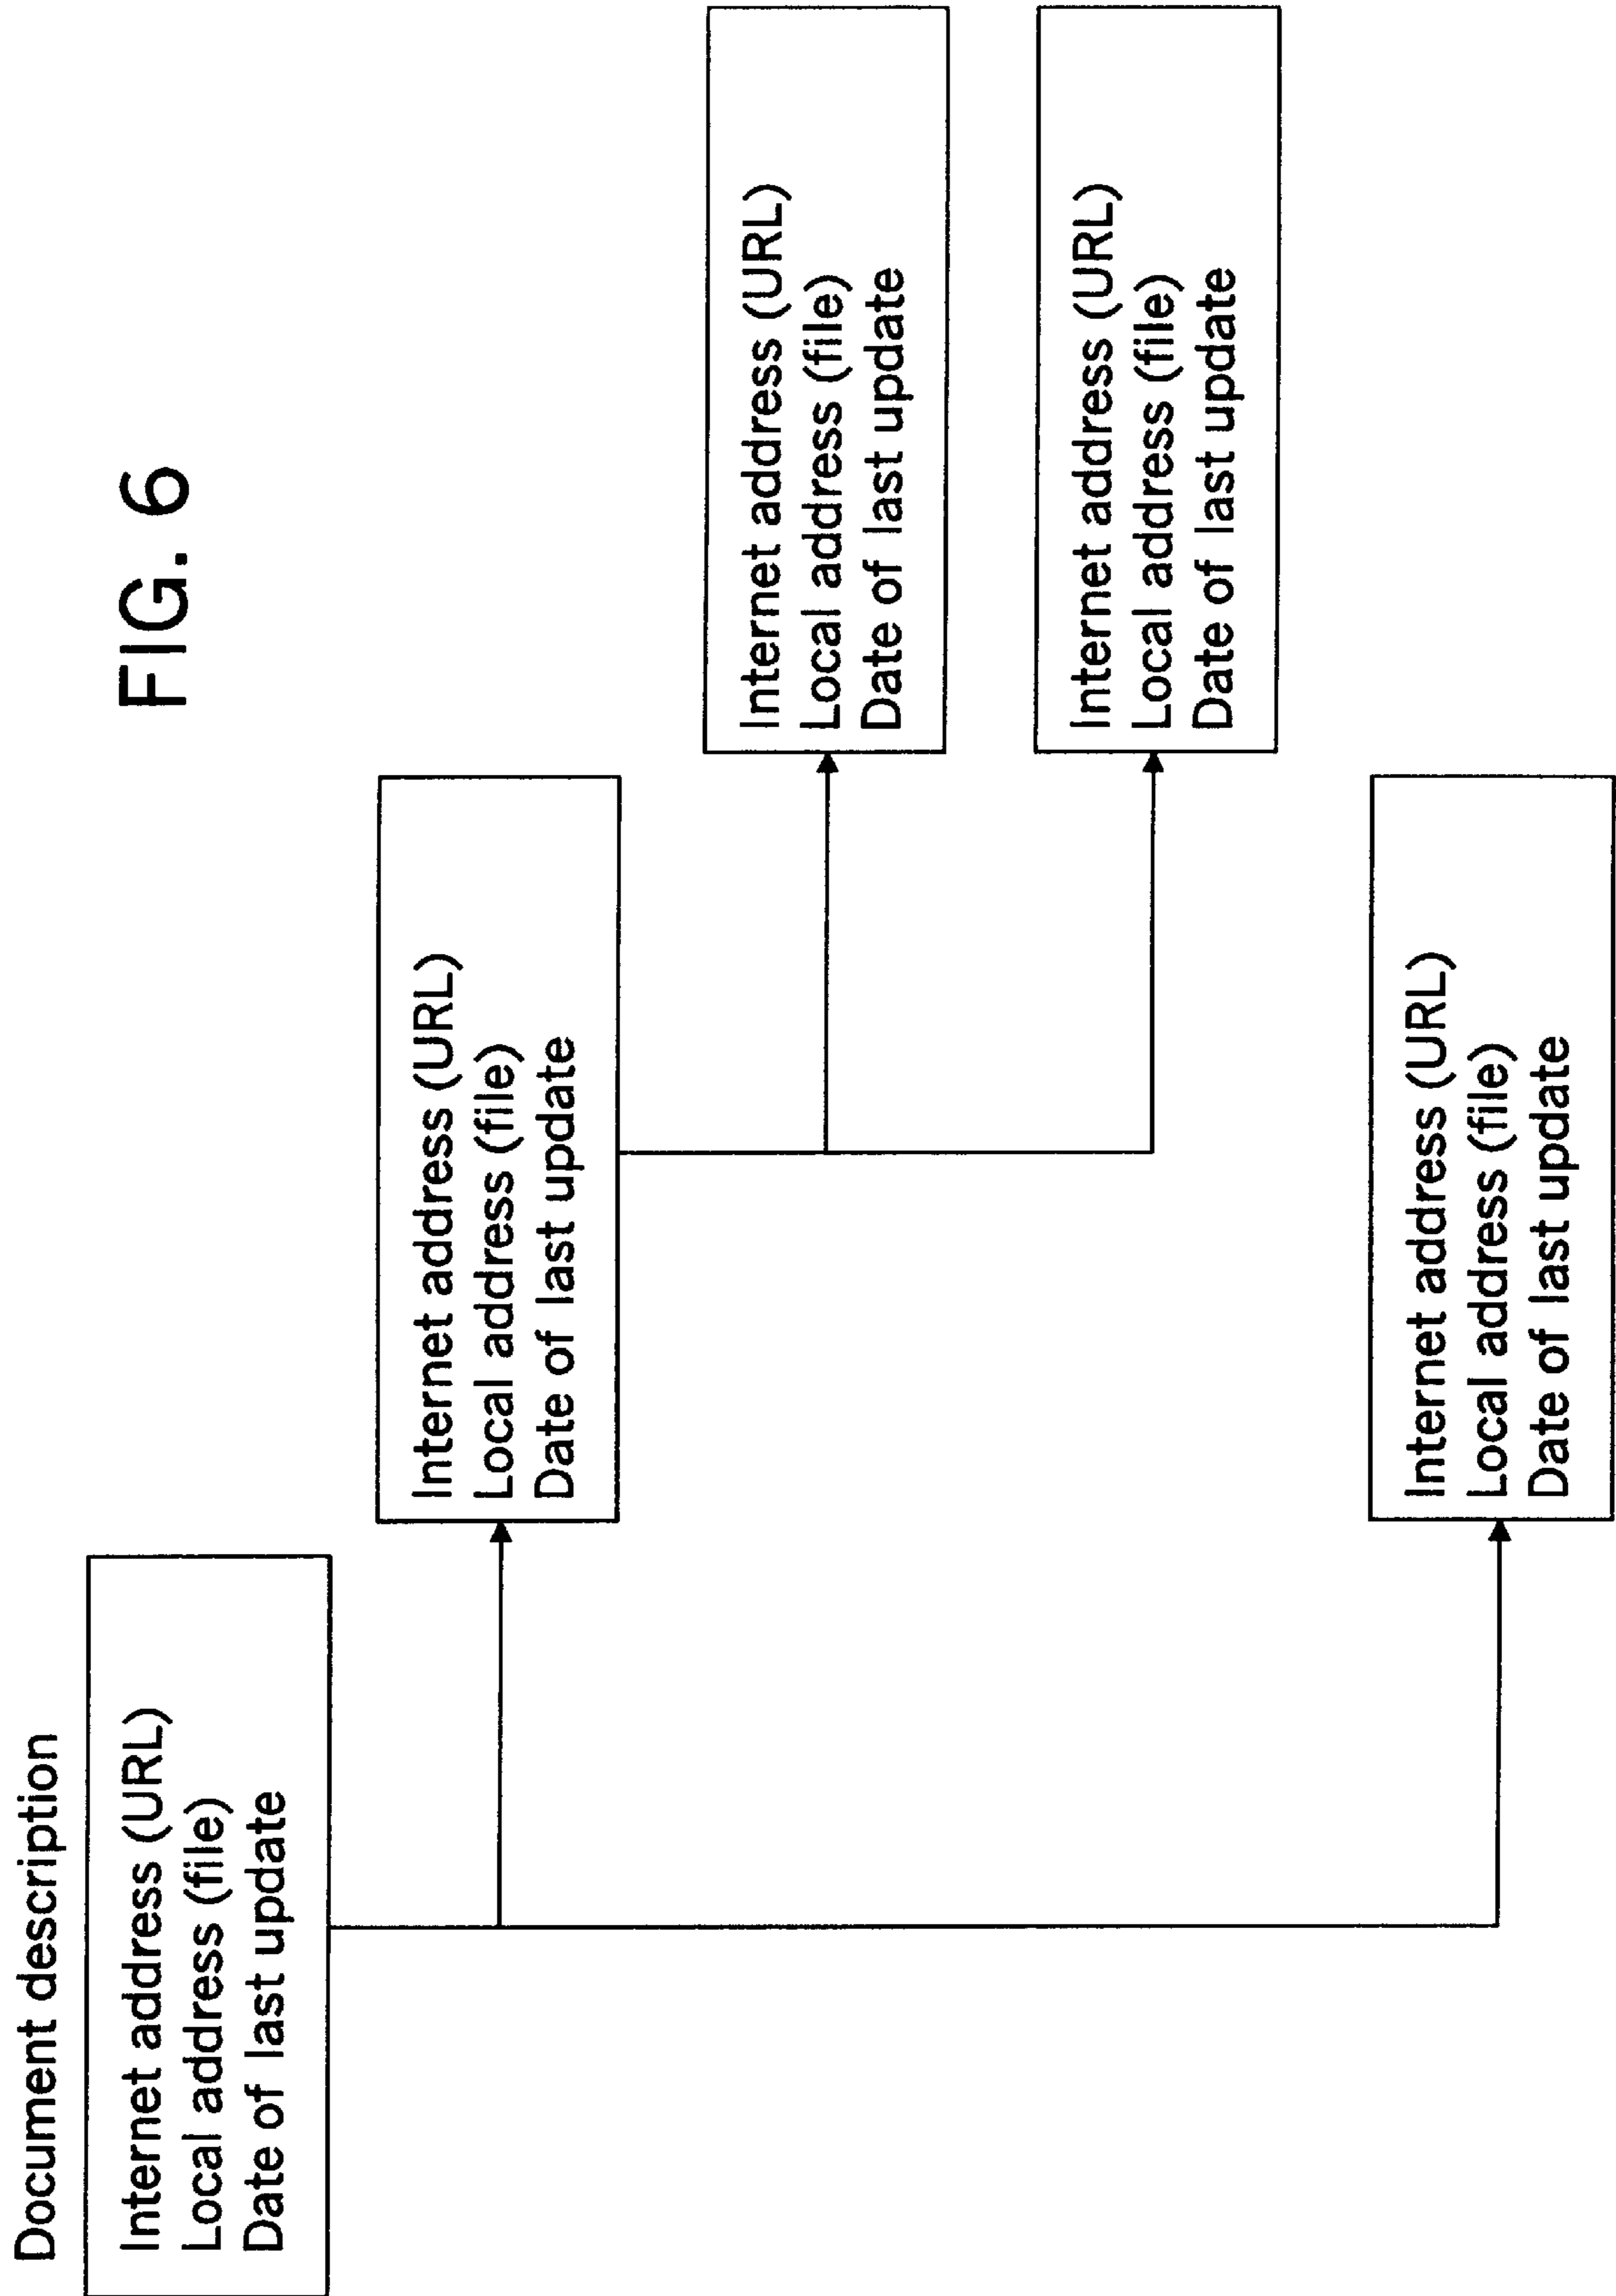 FIG. 6
Document description
Internet address (URL)
Local address (file)
Date of last update
Internet address (URL)
Local address (file)
Date of last update
Internet address (URL)
Local address (file)
Date of last update
Internet address (URL)
Local address (file)
Date of last update
Internet address (URL)
Local address (file)
Date of last update